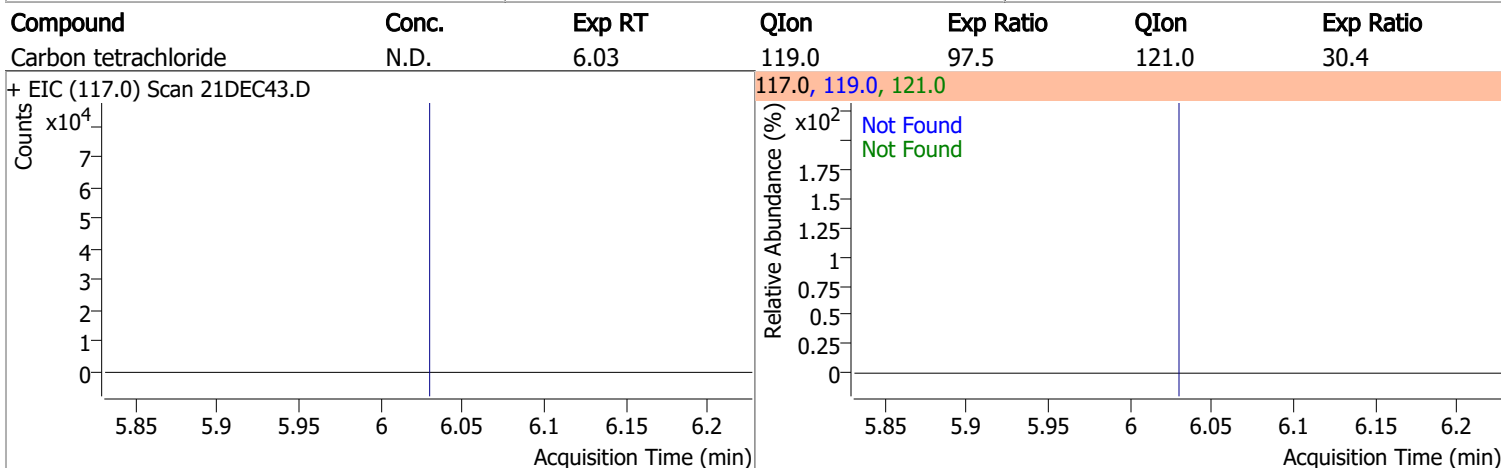 Compound Conc. Exp RT QIon Exp Ratio QIon Exp Ratio
Carbon tetrachloride N.D. 6.03 119.0 97.5 121.0 30.4
+ EIC (117.0) Scan 21DEC43.D
Counts
x10^4
7
6
5
4
3
2
1
0
5.85 5.9 5.95 6 6.05 6.1 6.15 6.2
Acquisition Time (min)
117.0, 119.0, 121.0
Relative Abundance (%)
x10^2
Not Found
Not Found
1.75
1.5
1.25
1
0.75
0.5
0.25
0
5.85 5.9 5.95 6 6.05 6.1 6.15 6.2
Acquisition Time (min)